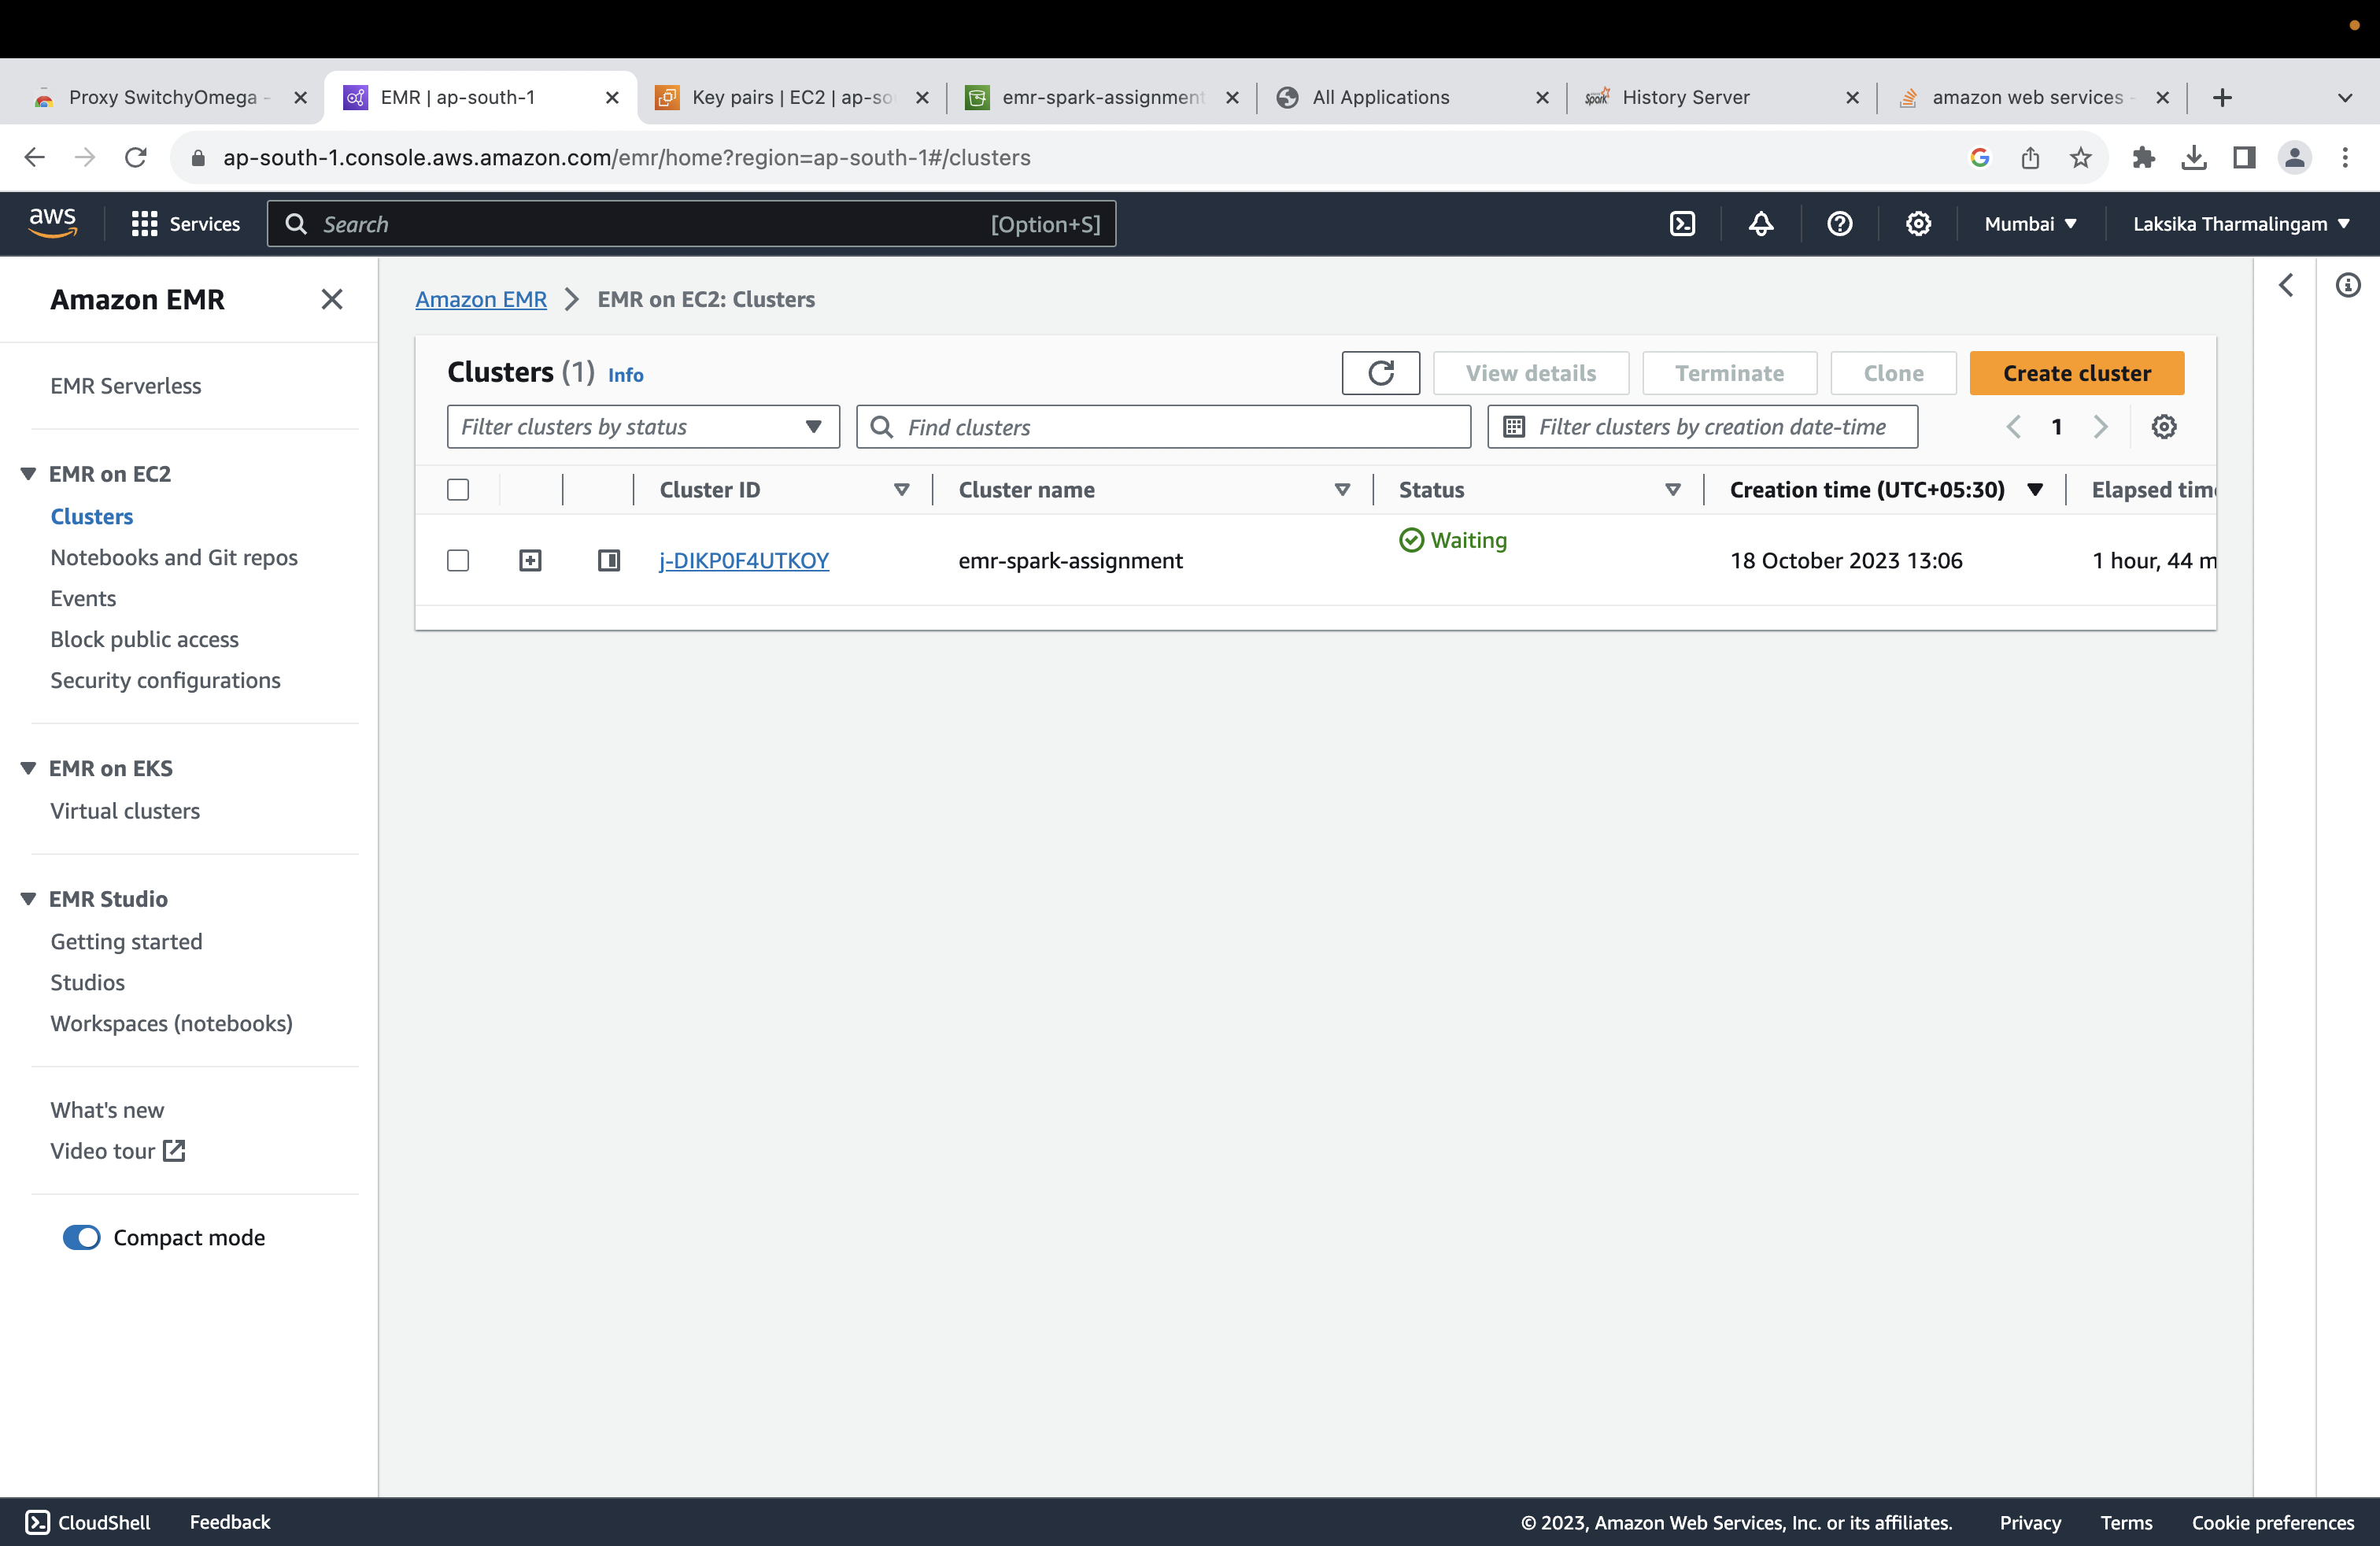 Proxy SwitchyOmega -
EMR | ap-south-1
Key pairs | EC2 | ap-so
emr-spark-assignment
All Applications
Spark
History Server
amazon web services -
ap-south-1.console.aws.amazon.com/emr/home?region=ap-south-1#/clusters
aws
Services
Search
[Option+S]
Mumbai
Laksika Tharmalingam
Amazon EMR
EMR Serverless
EMR on EC2
Clusters
Notebooks and Git repos
Events
Block public access
Security configurations
EMR on EKS
Virtual clusters
EMR Studio
Getting started
Studios
Workspaces (notebooks)
What's new
Video tour
Compact mode
Amazon EMR > EMR on EC2: Clusters
Clusters (1) Info
View details
Terminate
Clone
Create cluster
Filter clusters by status
Find clusters
Filter clusters by creation date-time
1
Cluster ID
Cluster name
Status
Creation time (UTC+05:30)
Elapsed time
j-DIKP0F4UTKOY
emr-spark-assignment
Waiting
18 October 2023 13:06
1 hour, 44 m
CloudShell
Feedback
© 2023, Amazon Web Services, Inc. or its affiliates.
Privacy
Terms
Cookie preferences